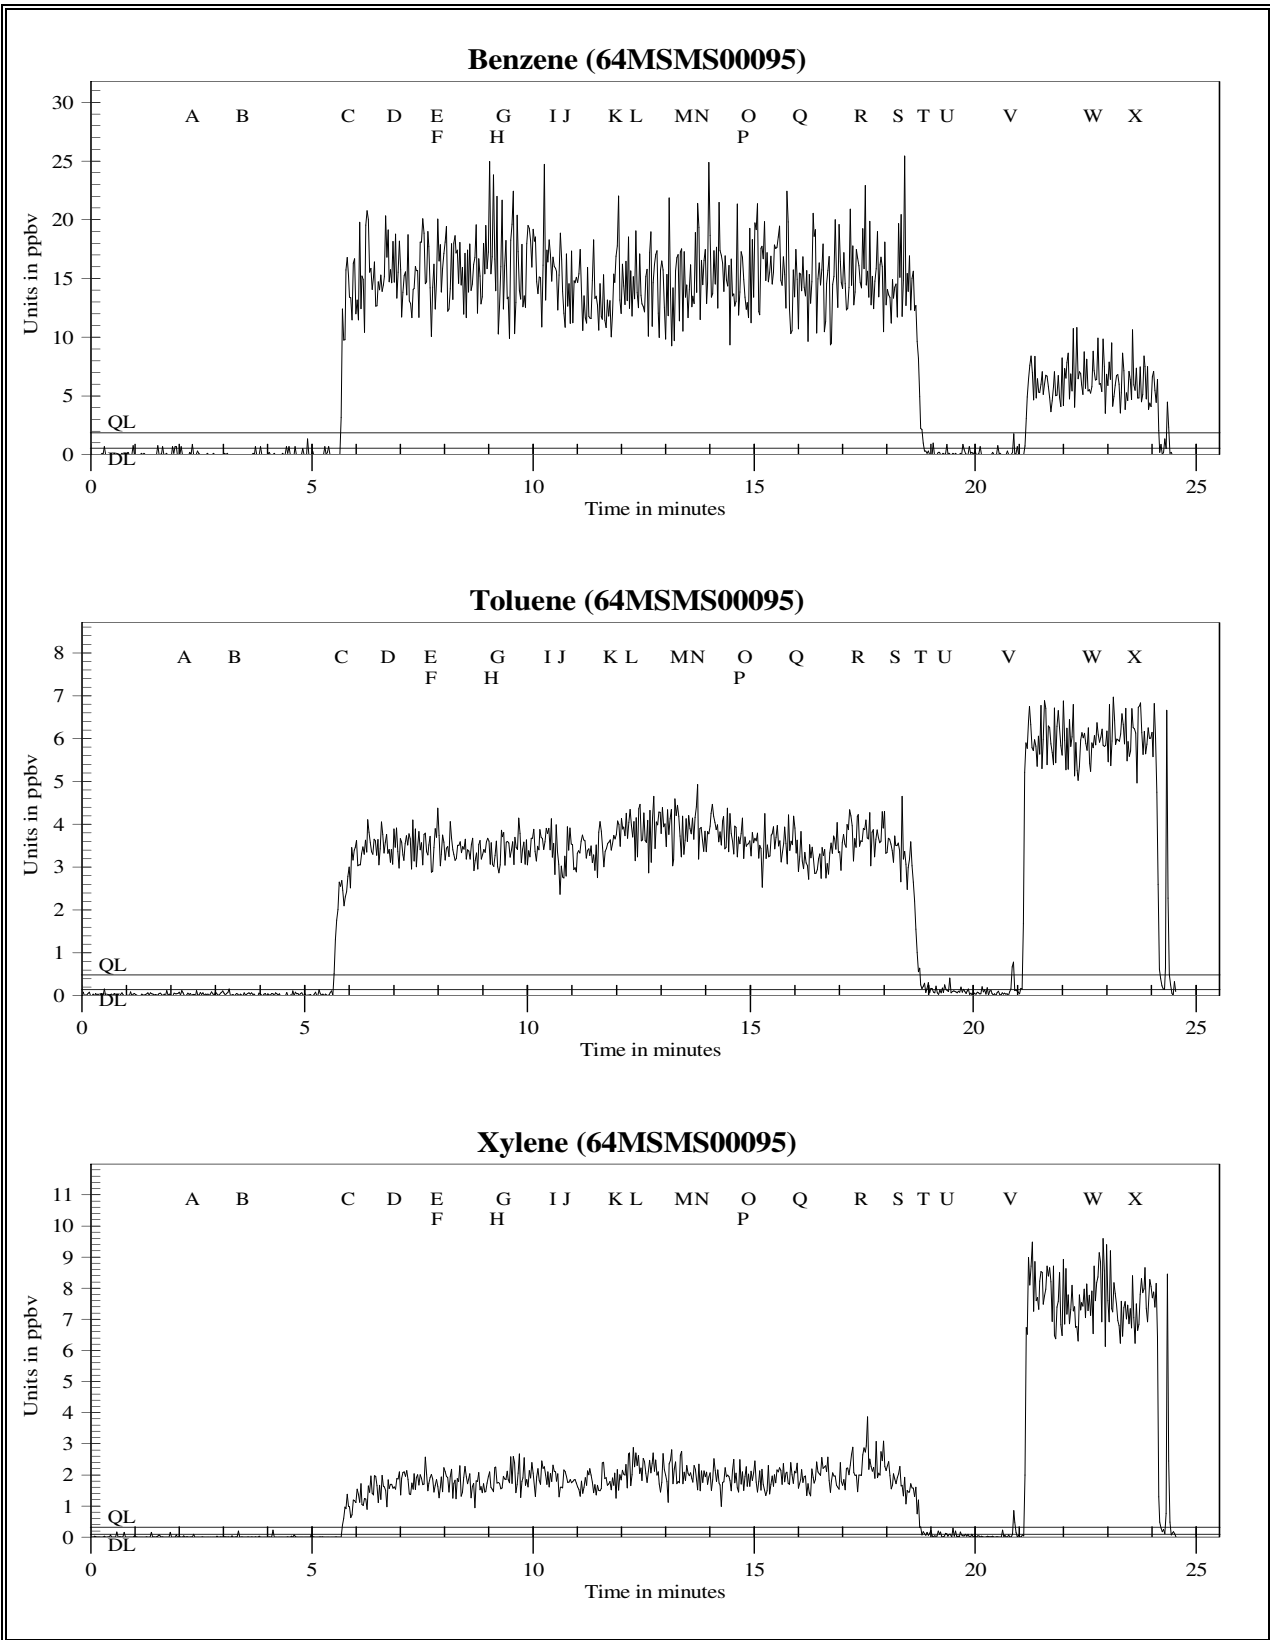 Benzene (64MSMS00095)
30
A B C D E G I J K L M N O Q R S T U V W X
F H P
25
20
Units in ppbv
15
10
5
QL
0
DL
0 5 10 15 20 25
Time in minutes
Toluene (64MSMS00095)
8
A B C D E G I J K L M N O Q R S T U V W X
F H P
7
6
5
Units in ppbv
4
3
2
1
QL
0
DL
0 5 10 15 20 25
Time in minutes
Xylene (64MSMS00095)
11
A B C D E G I J K L M N O Q R S T U V W X
F H P
10
9
8
7
Units in ppbv
6
5
4
3
2
1
QL
0
DL
0 5 10 15 20 25
Time in minutes